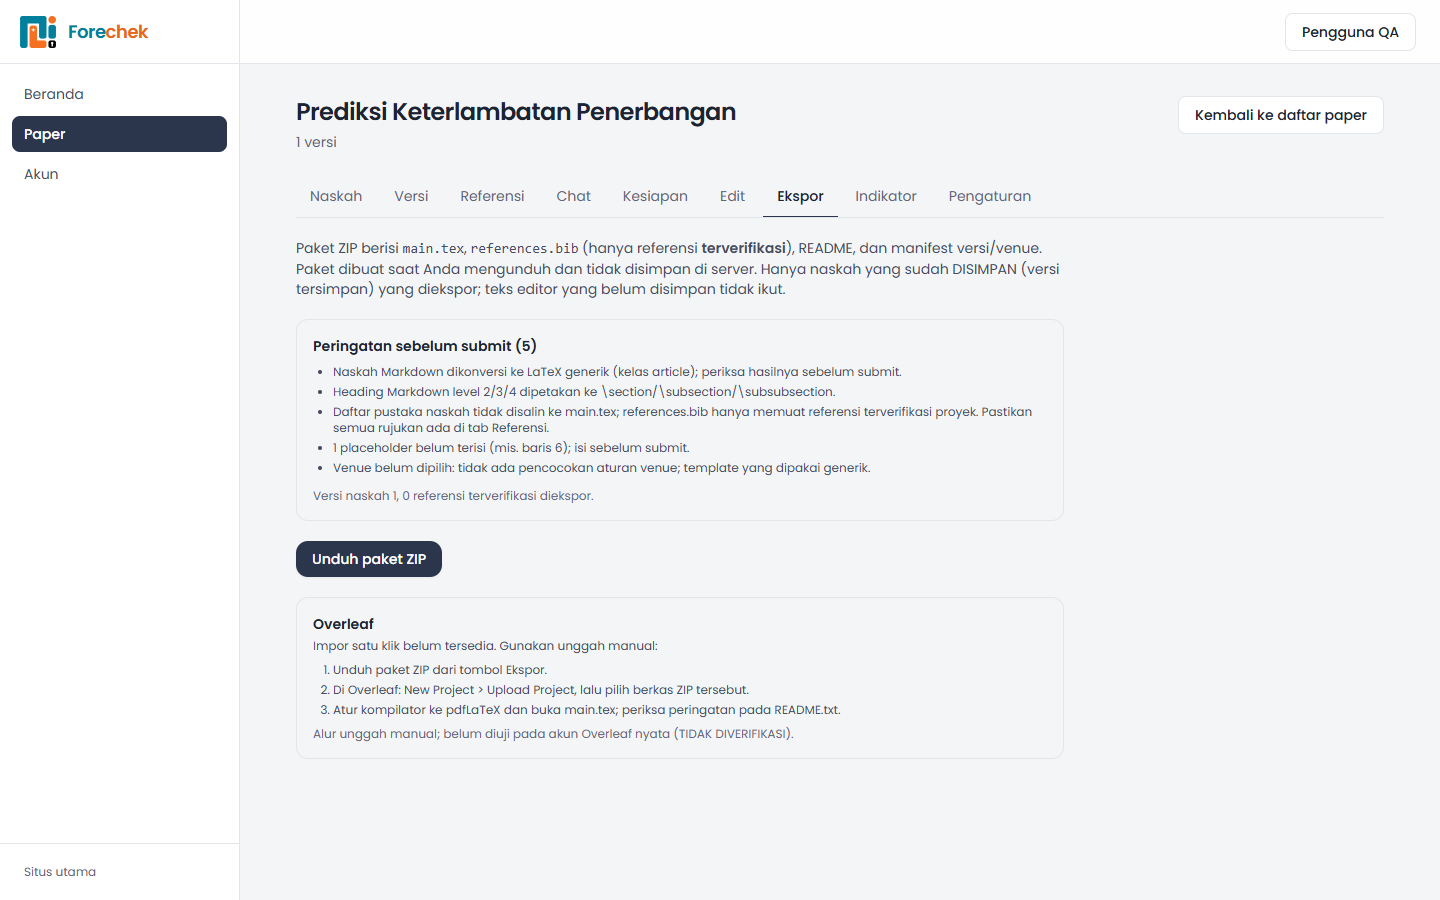 Forechek
Pengguna QA
Beranda
Paper
Akun
Prediksi Keterlambatan Penerbangan
Kembali ke daftar paper
1 versi
Naskah Versi Referensi Chat Kesiapan Edit Ekspor Indikator Pengaturan
Paket ZIP berisi main.tex, references.bib (hanya referensi terverifikasi), README, dan manifest versi/venue.
Paket dibuat saat Anda mengunduh dan tidak disimpan di server. Hanya naskah yang sudah DISIMPAN (versi
tersimpan) yang diekspor; teks editor yang belum disimpan tidak ikut.
Peringatan sebelum submit (5)
• Naskah Markdown dikonversi ke LaTeX generik (kelas article); periksa hasilnya sebelum submit.
• Heading Markdown level 2/3/4 dipetakan ke \section/\subsection/\subsubsection.
• Daftar pustaka naskah tidak disalin ke main.tex; references.bib hanya memuat referensi terverifikasi proyek. Pastikan
semua rujukan ada di tab Referensi.
• 1 placeholder belum terisi (mis. baris 6); isi sebelum submit.
• Venue belum dipilih: tidak ada pencocokan aturan venue; template yang dipakai generik.
Versi naskah 1, 0 referensi terverifikasi diekspor.
Unduh paket ZIP
Overleaf
Impor satu klik belum tersedia. Gunakan unggah manual:
1. Unduh paket ZIP dari tombol Ekspor.
2. Di Overleaf: New Project > Upload Project, lalu pilih berkas ZIP tersebut.
3. Atur kompilator ke pdfLaTeX dan buka main.tex; periksa peringatan pada README.txt.
Alur unggah manual; belum diuji pada akun Overleaf nyata (TIDAK DIVERIFIKASI).
Situs utama